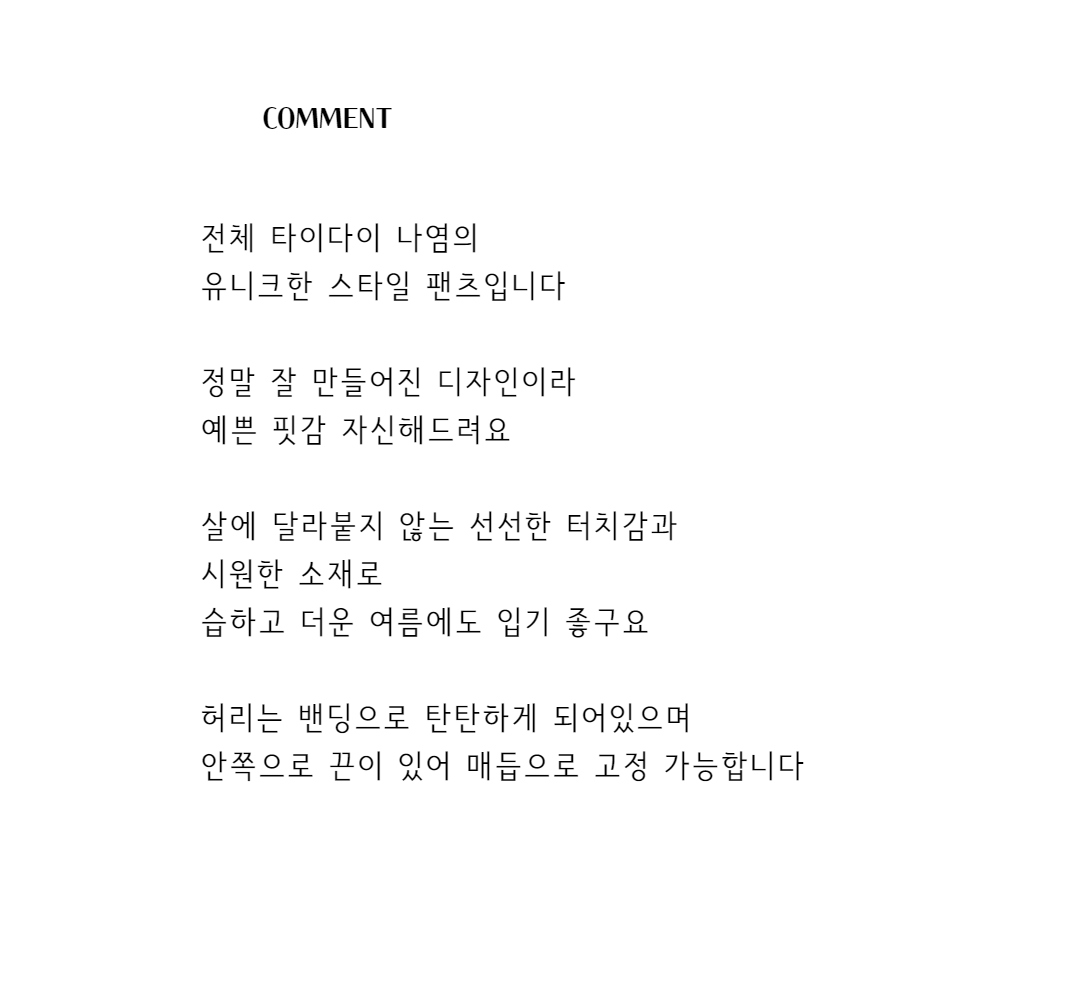 COMMENT
전체 타이다이 나염의
유니크한 스타일 팬츠입니다
정말 잘 만들어진 디자인이라
예쁜 핏감 자신해드려요
살에 달라붙지 않는 선선한 터치감과
시원한 소재로
습하고 더운 여름에도 입기 좋구요
허리는 밴딩으로 탄탄하게 되어있으며
안쪽으로 끈이 있어 매듭으로 고정 가능합니다